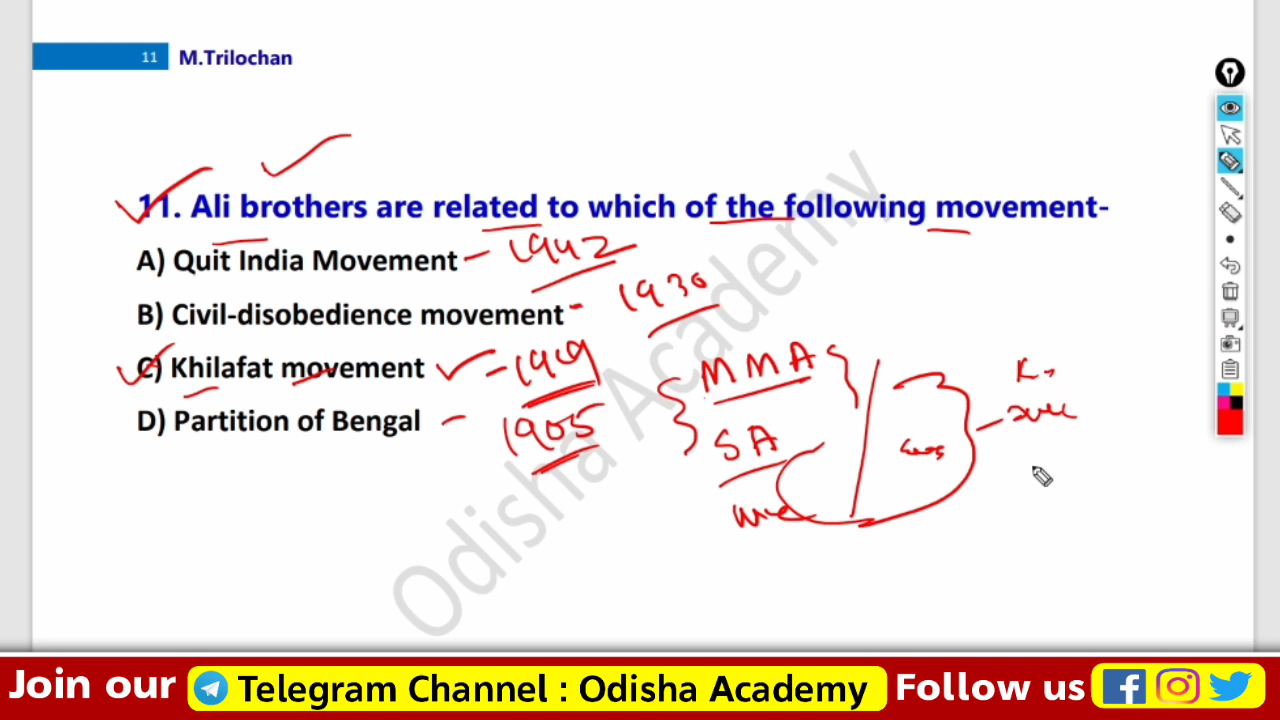 11 M.Trilochan
11. Ali brothers are related to which of the following movement-
A) Quit India Movement - 1942
B) Civil-disobedience movement - 1930
C) Khilafat movement - 1919
D) Partition of Bengal - 1905
MMA
SA
Odisha Academy
Join our Telegram Channel : Odisha Academy Follow us